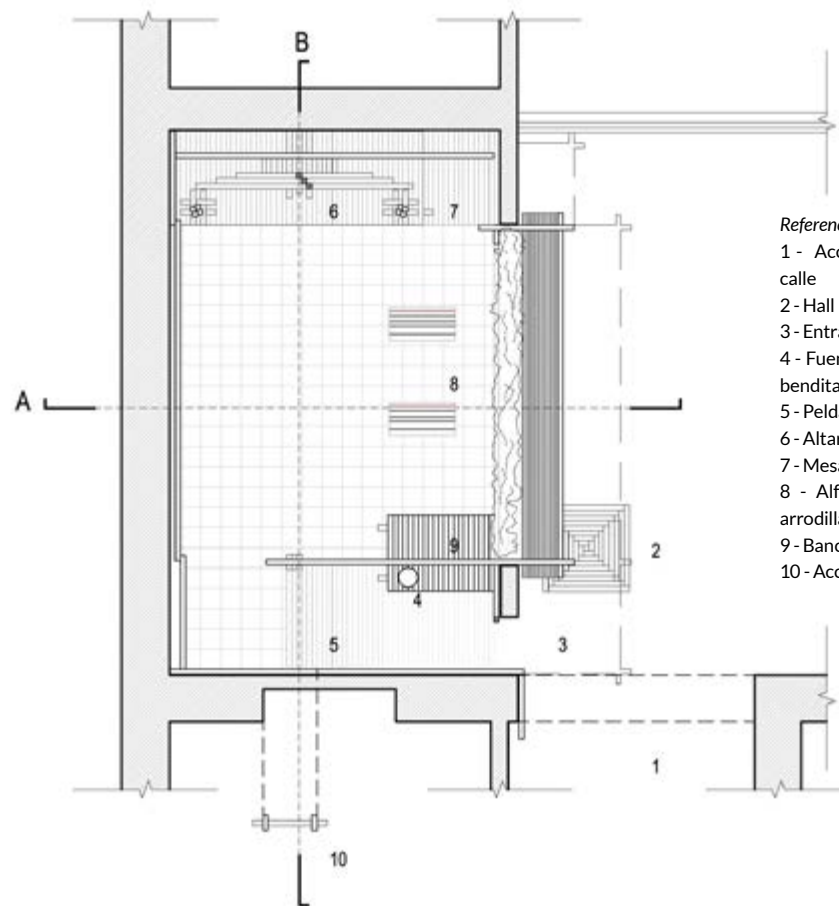 B
6
7
Referen
1 - Acc
calle
2 - Hall
3 - Entra
4 - Fuen
bendita
5 - Peld
6 - Altar
7 - Mesa
8 - Alf
arrodilla
9 - Banc
10 - Acc
A
8
9
2
4
5
3
1
10